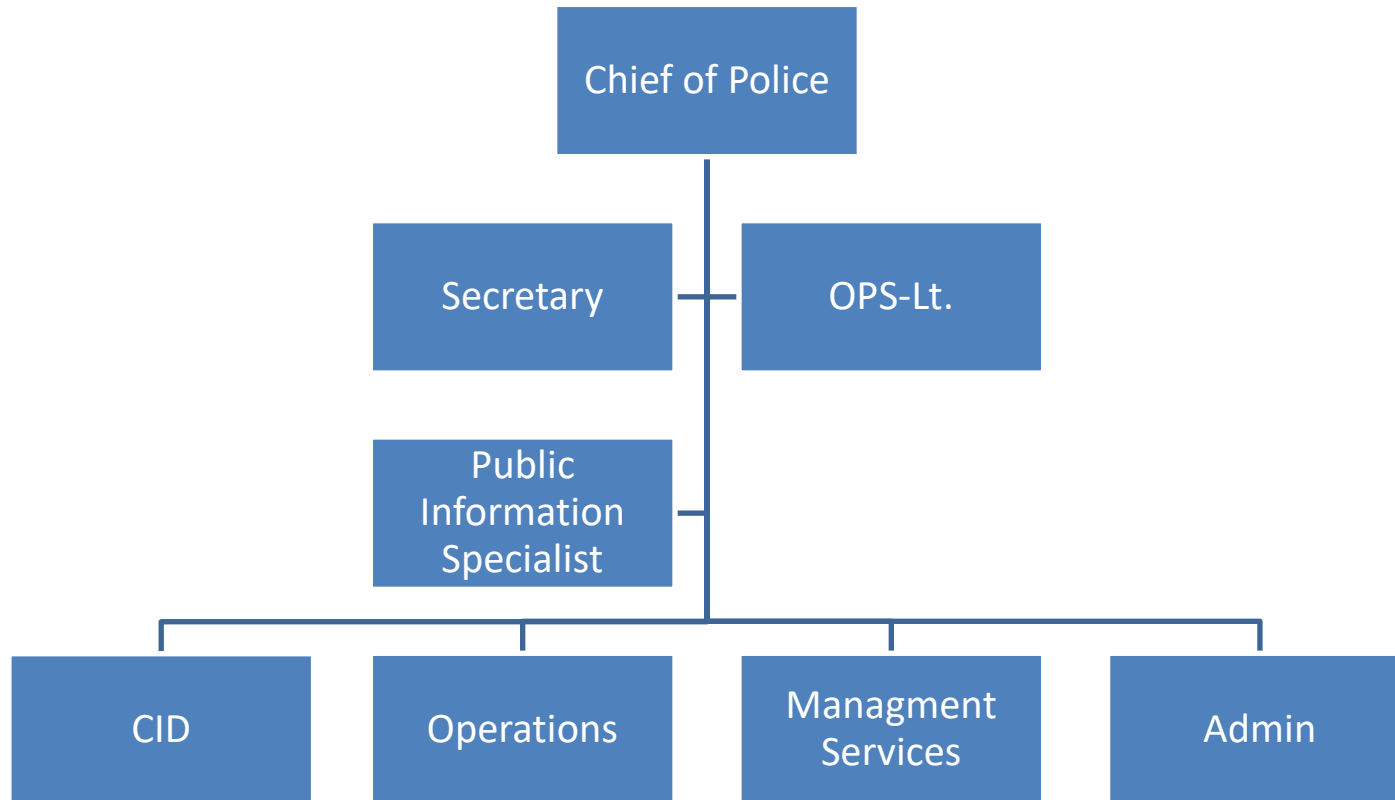 Chief of Police
Secretary
OPS-Lt.
Public
Information
Specialist
CID
Operations
Managment
Services
Admin